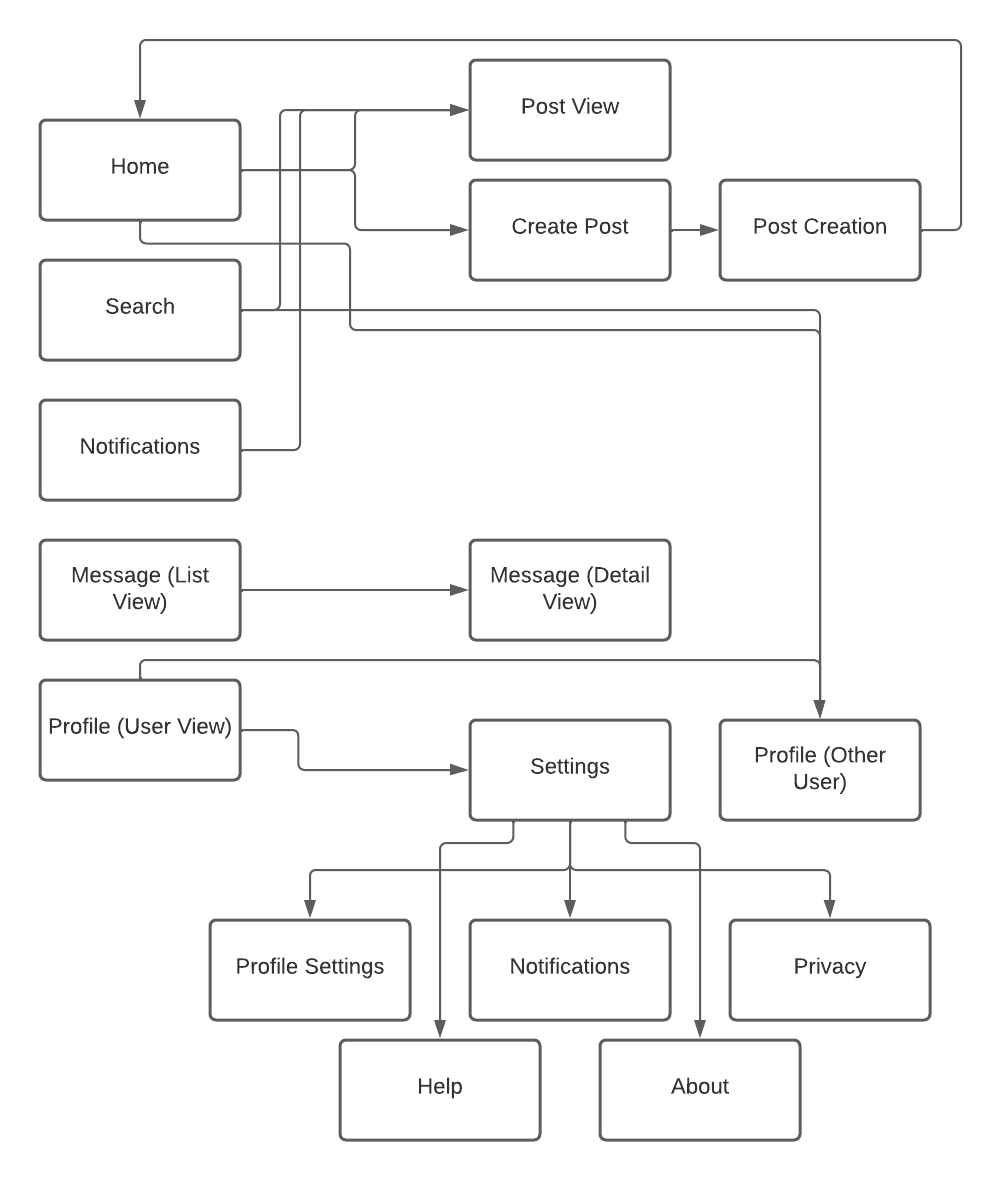 Post View
Home
Create Post
Post Creation
Search
Notifications
Message (List
View)
Message (Detail
View)
Profile (User View)
Settings
Profile (Other
User)
Profile Settings
Notifications
Privacy
Help
About